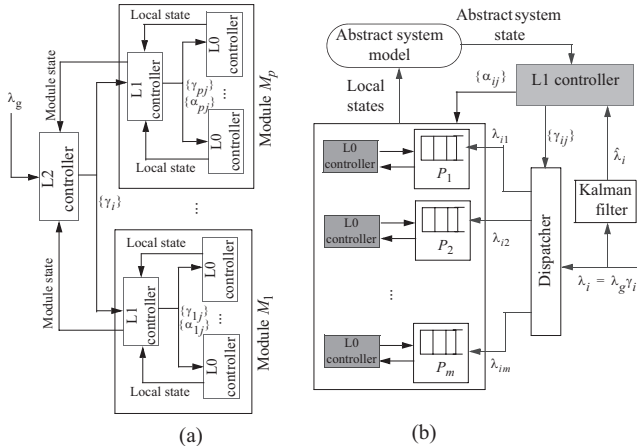 Local state
L0
controller
L1
controller
{γpj}
{αpj}
...
L0
controller
Local state
Module Mp
Module state
λg
L2
controller
{γi}
...
Module state
Local state
L0
controller
L1
controller
{γ1j}
{α1j}
...
L0
controller
Local state
Module M1
(a)
Abstract system
model
Abstract system
state
Local
states
{αij}
L1 controller
{γij}
λ̂i
Kalman
filter
Dispatcher
λi = λgγi
L0
controller
P1
λi1
L0
controller
P2
λi2
...
L0
controller
Pm
λim
(b)